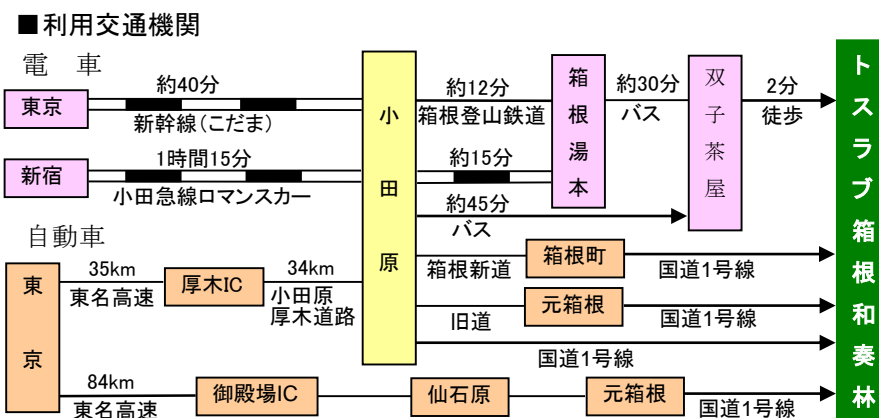 ■利用交通機関
電　車
東京
約40分
新幹線（こだま）
新宿
1時間15分
小田急線ロマンスカー
小田原
約12分
箱根登山鉄道
約15分
箱根湯本
約30分
バス
双子茶屋
2分
徒歩
約45分
バス
自動車
東京
35km
東名高速
厚木IC
34km
小田原
厚木道路
箱根新道
箱根町
国道1号線
旧道
元箱根
国道1号線
国道1号線
84km
東名高速
御殿場IC
仙石原
元箱根
国道1号線
トスラブ箱根和奏林